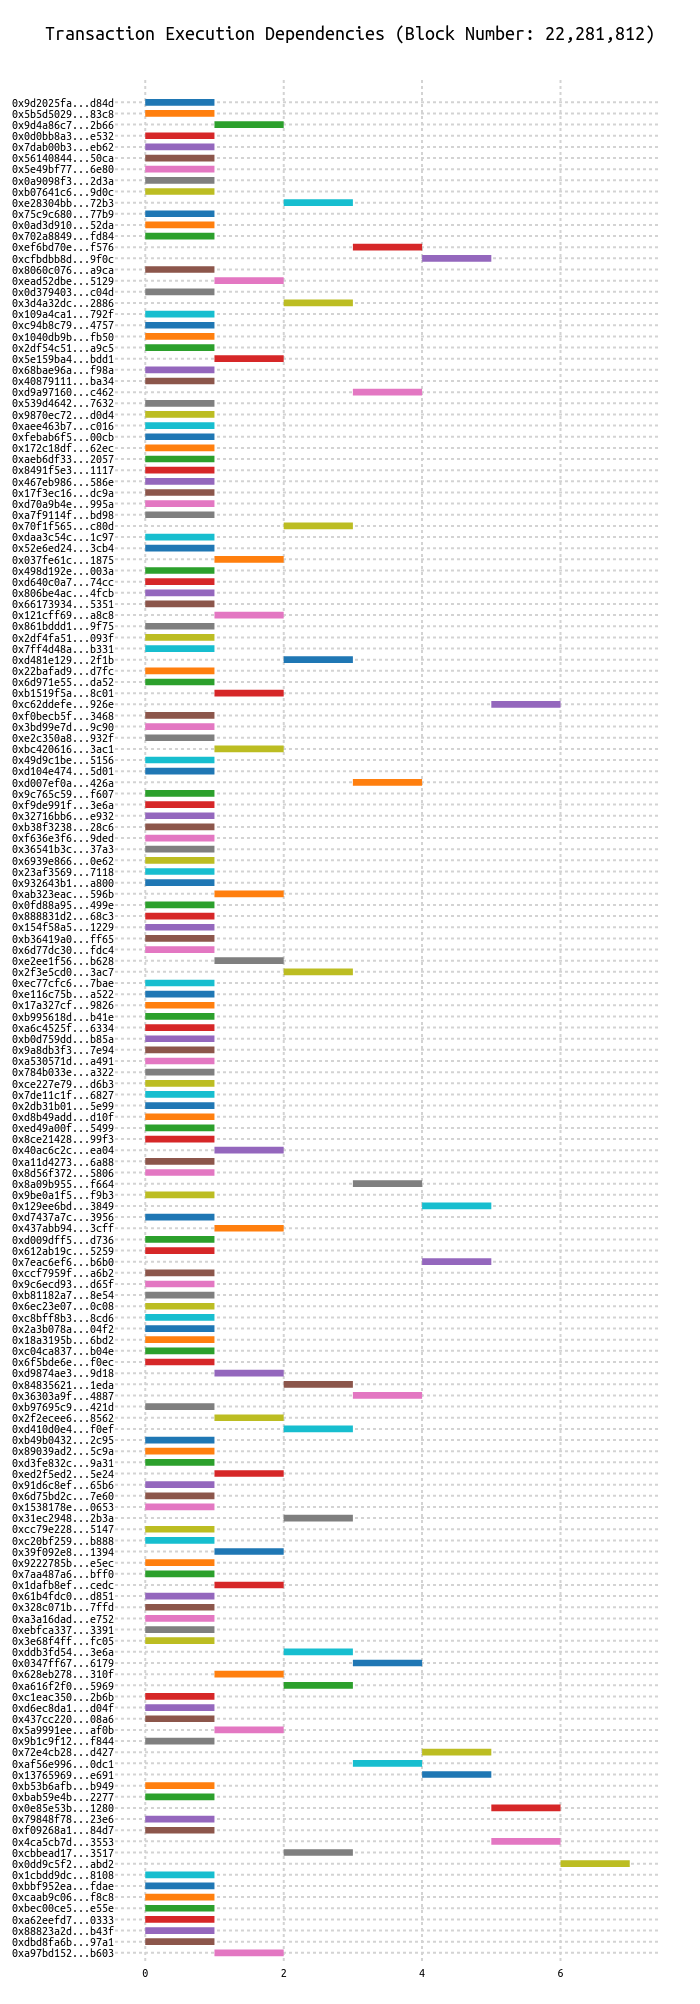 Transaction Execution Dependencies (Block Number: 22,281,812)
0x9d2025fa...d84d
0x5b5d5029...83c8
0x9d4a86c7...2b66
0x0d0bb8a3...e532
0x7dab00b3...eb62
0x56140844...50ca
0x5e49bf77...6e80
0x0a9098f3...2d3a
0xb07641c6...9d0c
0xe28304bb...72b3
0x75c9c680...77b9
0x0ad3d910...52da
0x702a8849...fd84
0xef6bd70e...f576
0xcfbdbb8d...9f0c
0x8060c076...a9ca
0xead52dbe...5129
0x0d379403...c04d
0x3d4a32dc...2886
0x109a4ca1...792f
0xc94b8c79...4757
0x1040db9b...fb50
0x2df54c51...a9c5
0x5e159ba4...bdd1
0x68bae96a...f98a
0x40879111...ba34
0xd9a97160...c462
0x539d4642...7632
0x9870ec72...d0d4
0xaee463b7...c016
0xfebab6f5...00cb
0x172c18df...62ec
0xaeb6df33...2057
0x8491f5e3...1117
0x467eb986...586e
0x17f3ec16...dc9a
0xd70a9b4e...995a
0xa7f9114f...bd98
0x70f1f565...c80d
0xdaa3c54c...1c97
0x52e6ed24...3cb4
0x037fe61c...1875
0x498d192e...003a
0xd640c0a7...74cc
0x806be4ac...4fcb
0x66173934...5351
0x121cff69...a8c8
0x861bddd1...9f75
0x2df4fa51...093f
0x7ff4d48a...b331
0xd481e129...2f1b
0x22bafad9...d7fc
0x6d971e55...da52
0xb1519f5a...8c01
0xc62ddefe...926e
0xf0becb5f...3468
0x3bd99e7d...9c90
0xe2c350a8...932f
0xbc420616...3ac1
0x49d9c1be...5156
0xd104e474...5d01
0xd007ef0a...426a
0x9c765c59...f607
0xf9de991f...3e6a
0x32716bb6...e932
0xb38f3238...28c6
0xf636e3f6...9ded
0x36541b3c...37a3
0x6939e866...0e62
0x23af3569...7118
0x932643b1...a800
0xab323eac...596b
0x0fd88a95...499e
0x888831d2...68c3
0x154f58a5...1229
0xb36419a0...ff65
0x6d77dc30...fdc4
0xe2ee1f56...b628
0x2f3e5cd0...3ac7
0xec77cfc6...7bae
0xe116c75b...a522
0x17a327cf...9826
0xb995618d...b41e
0xa6c4525f...6334
0xb0d759dd...b85a
0x9a8db3f3...7e94
0xa530571d...a491
0x784b033e...a322
0xce227e79...d6b3
0x7de11c1f...6827
0x2db31b01...5e99
0xd8b49add...d10f
0xed49a00f...5499
0x8ce21428...99f3
0x40ac6c2c...ea04
0xa11d4273...6a88
0x8d56f372...5806
0x8a09b955...f664
0x9be0a1f5...f9b3
0x129ee6bd...3849
0xd7437a7c...3956
0x437abb94...3cff
0xd009dff5...d736
0x612ab19c...5259
0x7eac6ef6...b6b0
0xccf7959f...a6b2
0x9c6ecd93...d65f
0xb81182a7...8e54
0x6ec23e07...0c08
0xc8bff8b3...8cd6
0x2a3b078a...04f2
0x18a3195b...6bd2
0xc04ca837...b04e
0x6f5bde6e...f0ec
0xd9874ae3...9d18
0x84835621...1eda
0x36303a9f...4887
0xb97695c9...421d
0x2f2ecee6...8562
0xd410d0e4...f0ef
0xb49b0432...2c95
0x89039ad2...5c9a
0xd3fe832c...9a31
0xed2f5ed2...5e24
0x91d6c8ef...65b6
0x6d75bd2c...7e60
0x1538178e...0653
0x31ec2948...2b3a
0xcc79e228...5147
0xc20bf259...b888
0x39f092e8...1394
0x9222785b...e5ec
0x7aa487a6...bff0
0x1dafb8ef...cedc
0x61b4fdc0...d851
0x328c071b...7ffd
0xa3a16dad...e752
0xebfca337...3391
0x3e68f4ff...fc05
0xddb3fd54...3e6a
0x0347ff67...6179
0x628eb278...310f
0xa616f2f0...5969
0xc1eac350...2b6b
0xd6ec8da1...d04f
0x437cc220...08a6
0x5a9991ee...af0b
0x9b1c9f12...f844
0x72e4cb28...d427
0xaf56e996...0dc1
0x13765969...e691
0xb53b6afb...b949
0xbab59e4b...2277
0x0e85e53b...1280
0x79848f78...23e6
0xf09268a1...84d7
0x4ca5cb7d...3553
0xcbbead17...3517
0x0dd9c5f2...abd2
0x1cbdd9dc...8108
0xbbf952ea...fdae
0xcaab9c06...f8c8
0xbec00ce5...e55e
0xa62eefd7...0333
0x88823a2d...b43f
0xdbd8fa6b...97a1
0xa97bd152...b603
0 2 4 6